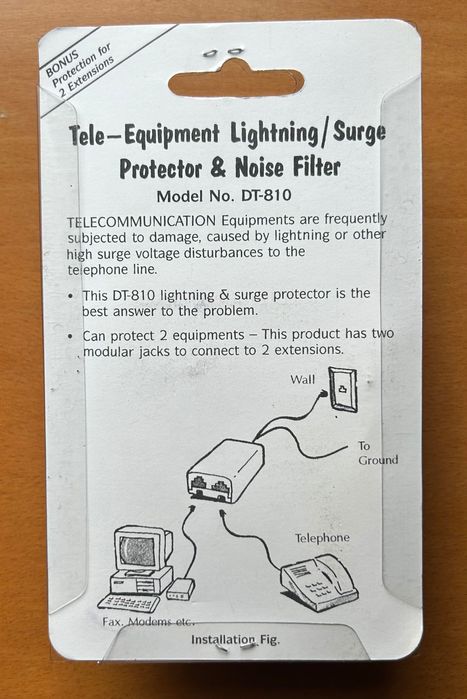 BONUS
Protection for
2 Extensions
Tele-Equipment Lightning/Surge
Protector & Noise Filter
Model No. DT-810
TELECOMMUNICATION Equipments are frequently
subjected to damage, caused by lightning or other
high surge voltage disturbances to the
telephone line.
• This DT-810 lightning & surge protector is the
best answer to the problem.
• Can protect 2 equipments – This product has two
modular jacks to connect to 2 extensions.
Wall
To
Ground
Telephone
Fax. Modems etc.
Installation Fig.